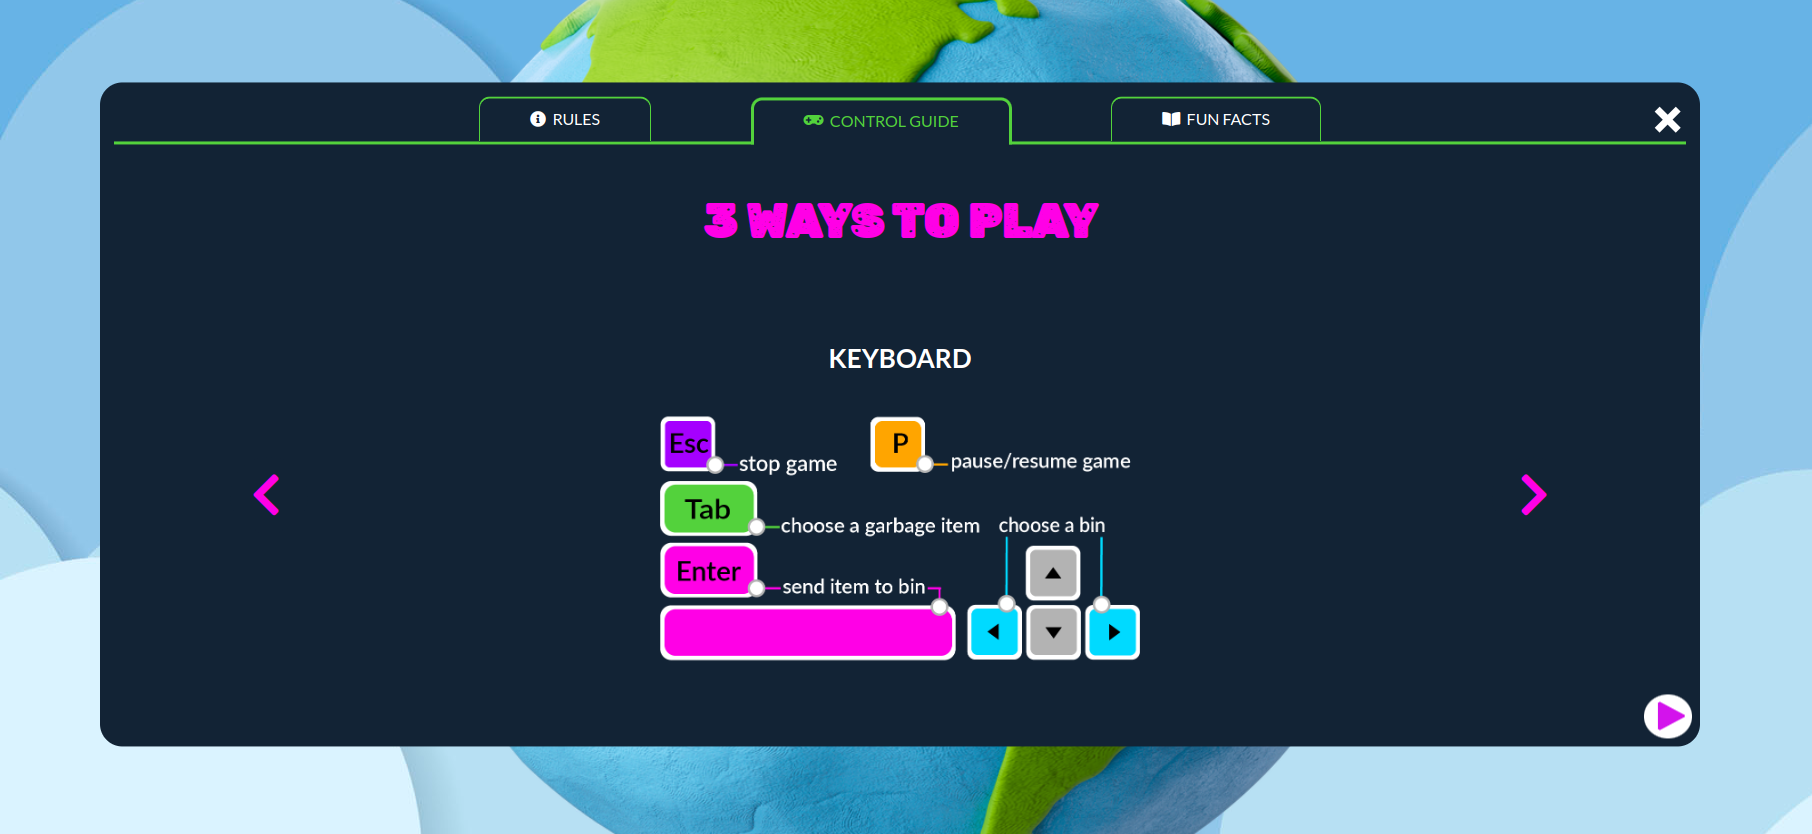 RULES
CONTROL GUIDE
FUN FACTS
3 WAYS TO PLAY
KEYBOARD
Esc
stop game
P
pause/resume game
Tab
choose a garbage item
choose a bin
Enter
send item to bin